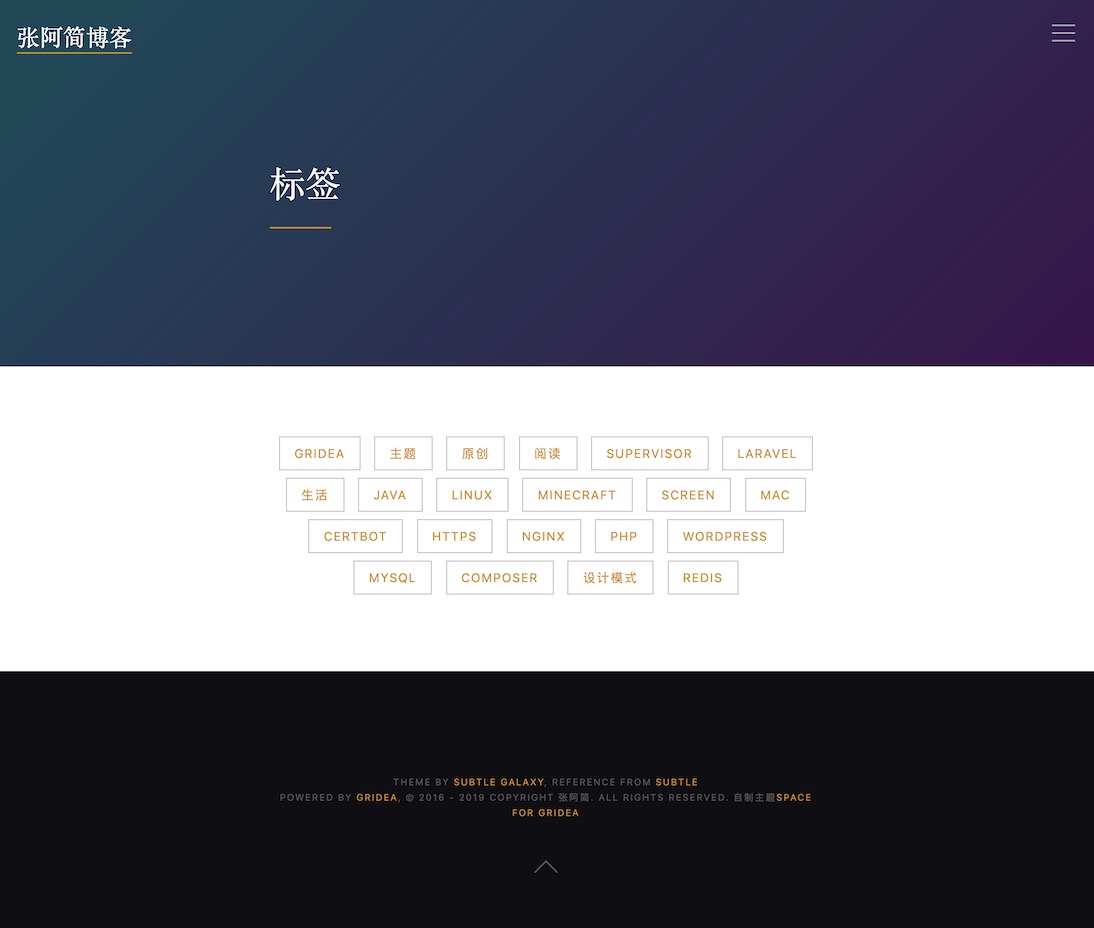 张阿简博客
标签
GRIDEA 主题 原创 阅读 SUPERVISOR LARAVEL
生活 JAVA LINUX MINECRAFT SCREEN MAC
CERTBOT HTTPS NGINX PHP WORDPRESS
MYSQL COMPOSER 设计模式 REDIS
THEME BY SUBTLE GALAXY, REFERENCE FROM SUBTLE
POWERED BY GRIDEA, © 2016 - 2019 COPYRIGHT 张阿简. ALL RIGHTS RESERVED. 自制主题SPACE
FOR GRIDEA